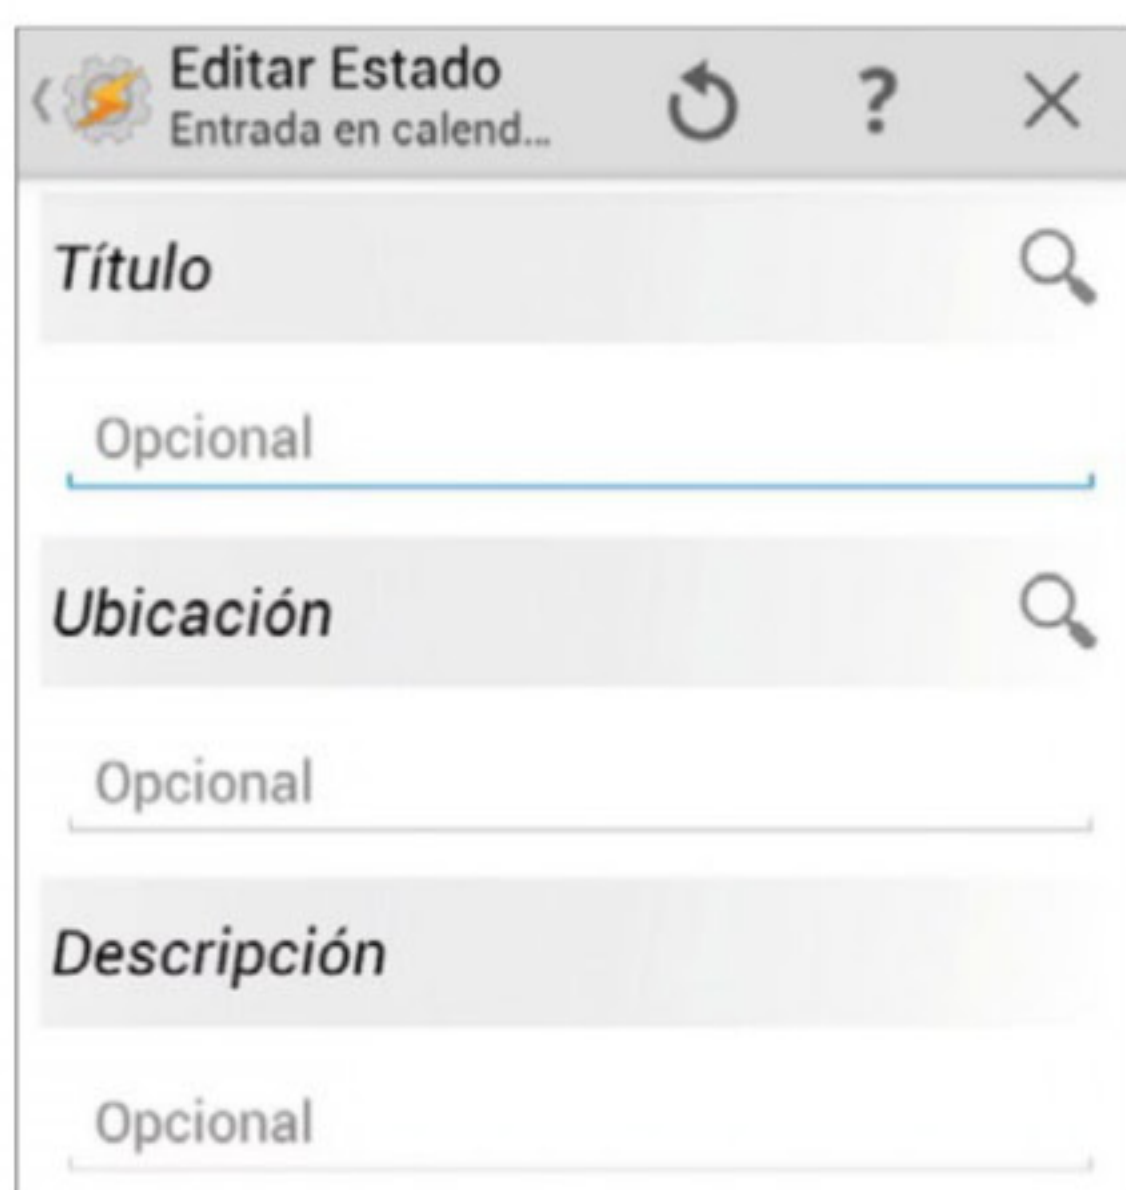 Editar Estado
Entrada en calend...
Título
Opcional
Ubicación
Opcional
Descripción
Opcional